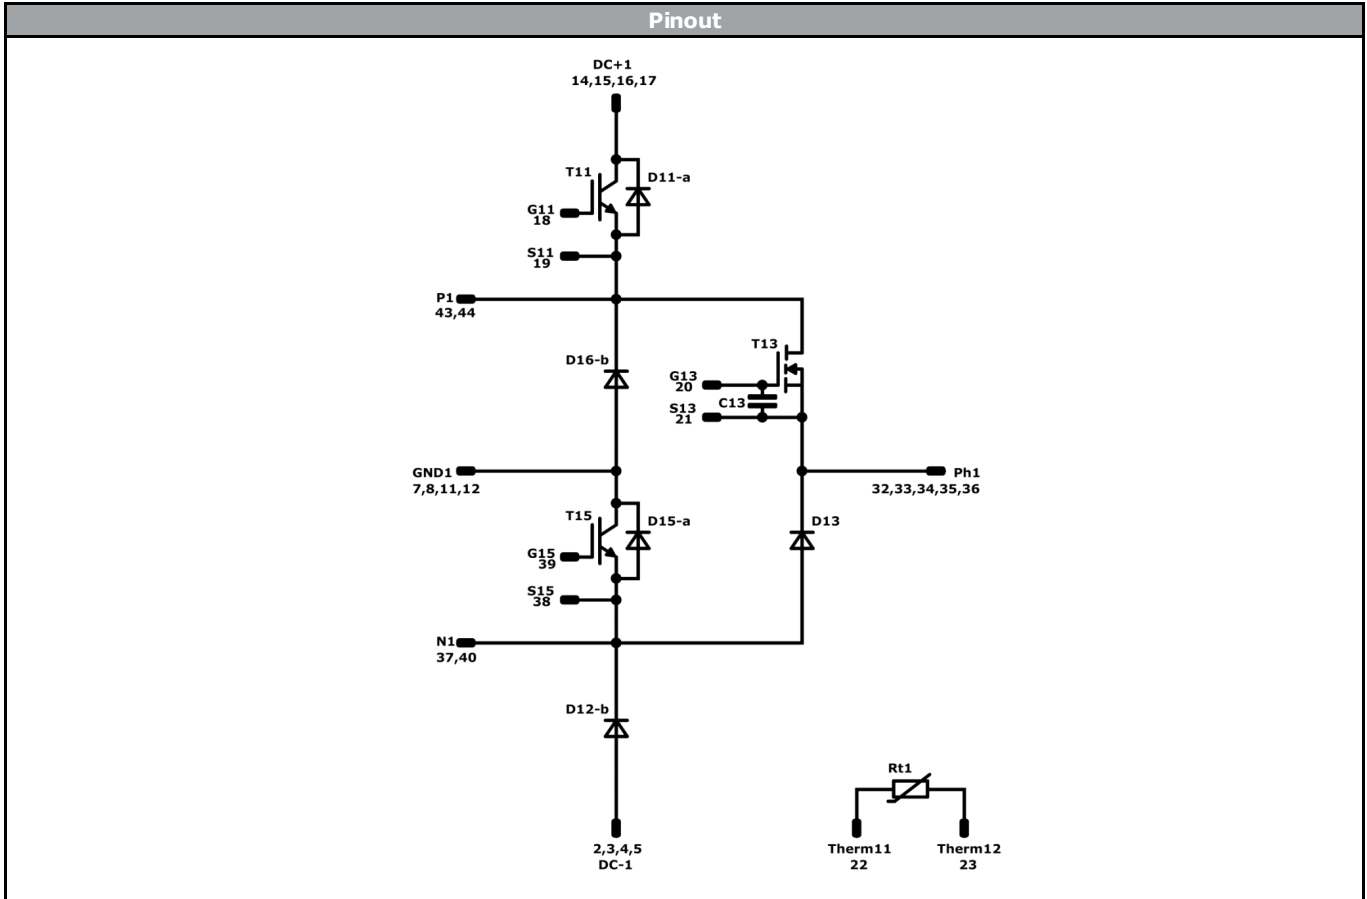 Pinout
DC+1
14,15,16,17
T11
D11-a
G11
18
S11
19
P1
43,44
T13
D16-b
G13
20
C13
S13
21
GND1
7,8,11,12
Ph1
32,33,34,35,36
T15
D15-a
D13
G15
39
S15
38
N1
37,40
D12-b
Rt1
2,3,4,5
DC-1
Therm11
22
Therm12
23